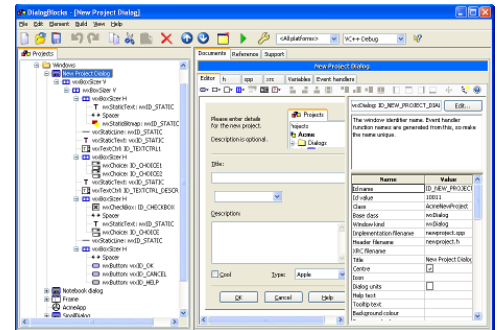 DialogBlocks - [New Project Dialog]
File Edit Element Build View Help
<All platforms>
VC++ Debug
Projects
Windows
New Project Dialog
wxBoxSizer V
wxBoxSizer V
wxBoxSizer H
wxStaticText: wxID_STATIC
Spacer
wxStaticBitmap: wxID_STATIC
wxStaticLine: wxID_STATIC
wxStaticText: wxID_STATIC
wxTextCtrl: ID_TEXTCTRL1
wxBoxSizer H
wxChoice: ID_CHOICE1
wxChoice: ID_CHOICE2
wxStaticText: wxID_STATIC
wxTextCtrl: ID_TEXTCTRL_DESCR
wxBoxSizer H
wxCheckBox: ID_CHECKBOX
Spacer
wxStaticText: wxID_STATIC
wxChoice: ID_CHOICE
wxStaticLine: wxID_STATIC
wxBoxSizer H
Spacer
wxButton: wxID_OK
wxButton: wxID_CANCEL
wxButton: wxID_HELP
Notebook dialog
Frame
AcmeApp
SmallDialog
Documents Reference Support
New Project Dialog
Editor h cpp xrc Variables Event handlers
Please enter details
for the new project.
Description is optional.
Projects
Projects
Acme
Dialogs
Title:
Description:
Cool
Type:
Apple
OK
Cancel
Help
wxDialog: ID_NEW_PROJECT_DIAL
Edit...
The window identifier name. Event handler
function names are generated from this, so make
the name unique.
Name Value
Id name ID_NEW_PROJECT
Id value 10011
Class AcmeNewProject
Base class wxDialog
Window kind wxDialog
Implementation filename newproject.cpp
Header filename newproject.h
XRC filename
Title New Project Dialog
Centre
Icon
Dialog units
Help text
Tooltip text
Background colour